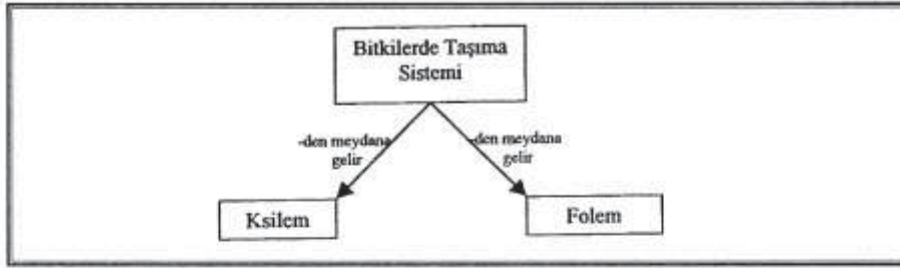 Bitkilerde Taşıma
Sistemi
-den meydana
gelir
-den meydana
gelir
Ksilem
Folem